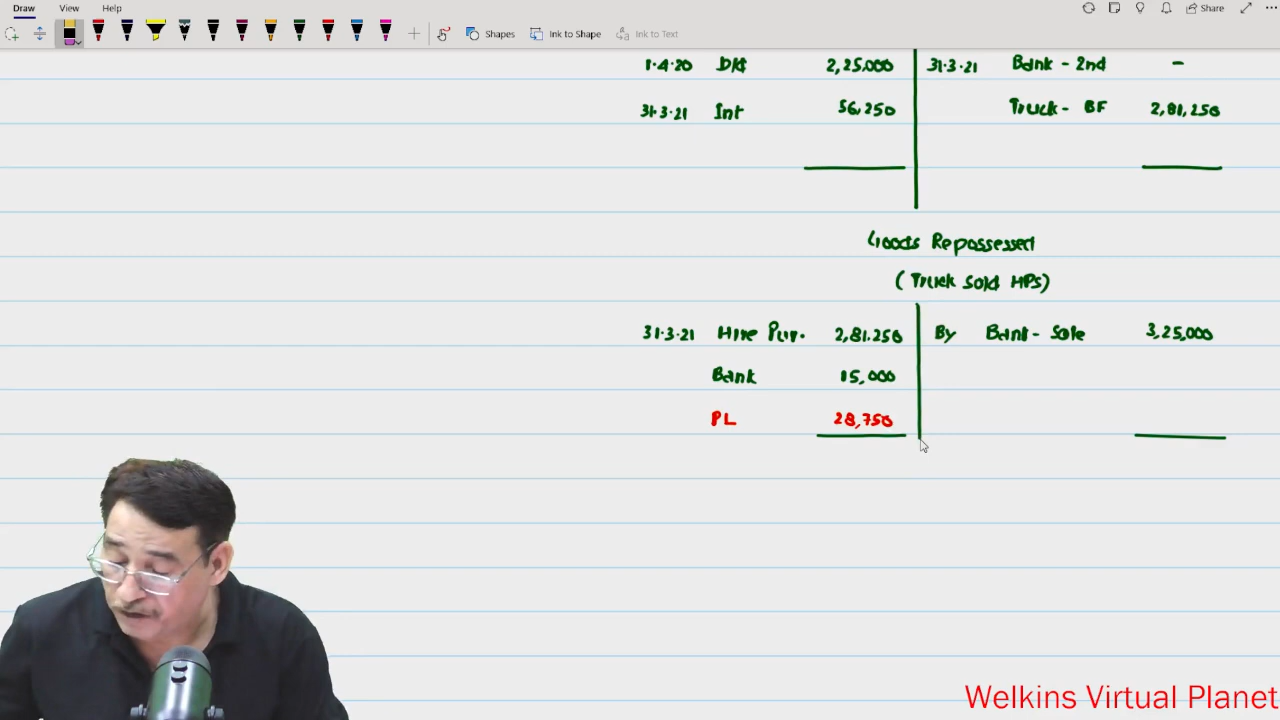 Draw View Help Share
Shapes Ink to Shape Ink to Text
1.4.20 Bal 2,25,000 31.3.21 Bank - 2nd -
31.3.21 Int 56,250 Truck - BF 2,81,250
Goods Repossessed
(Truck Sold HPS)
31.3.21 Hire Pur. 2,81,250 By Bank - Sale 3,25,000
Bank 15,000
PL 28,750
Welkins Virtual Planet